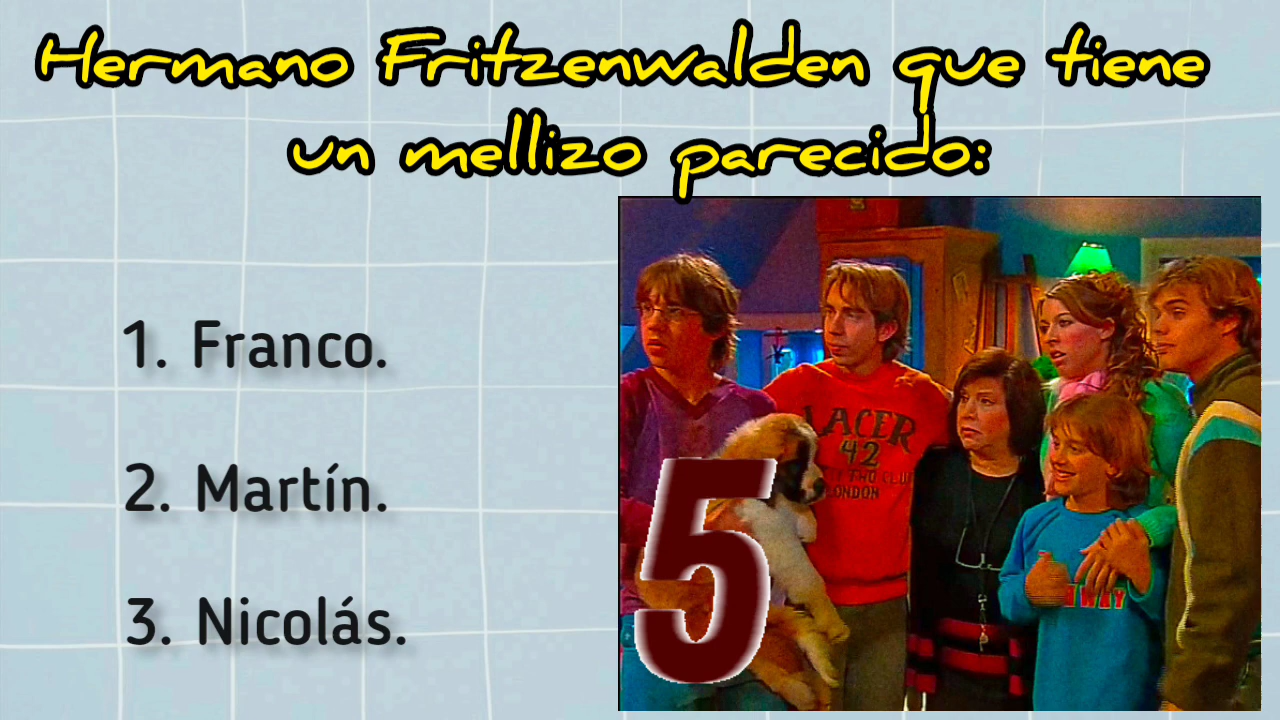 Hermano Fritzenwalden que tiene
un mellizo parecido:
1. Franco.
2. Martín.
3. Nicolás.
LACER
42
LONDON
5